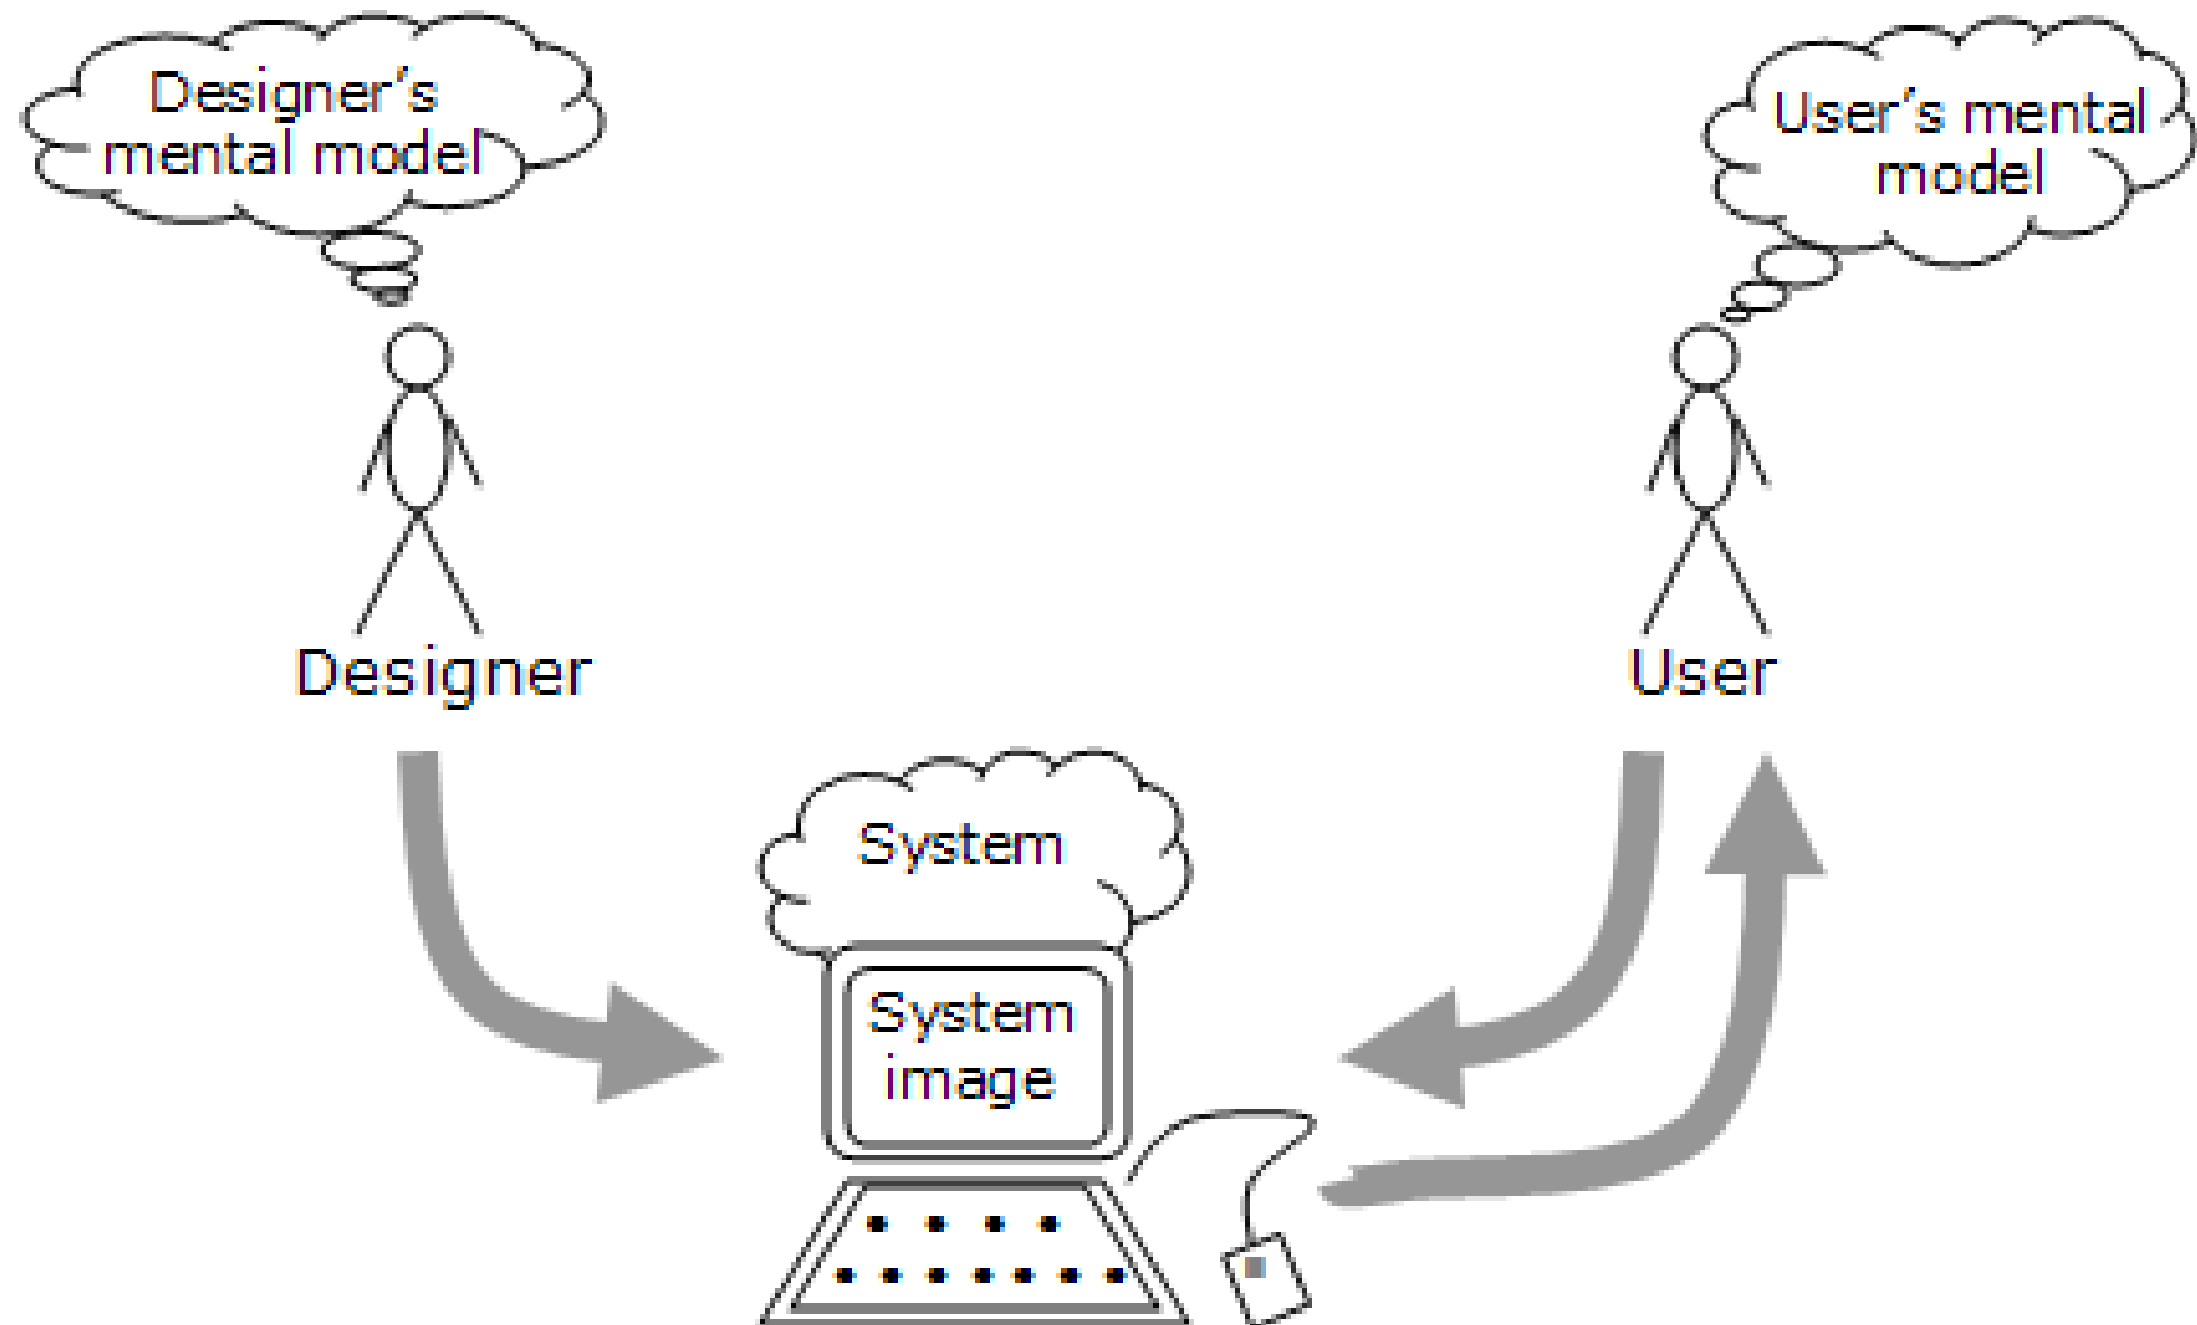 Designer's
mental model
User's mental
model
Designer
User
System
System
image